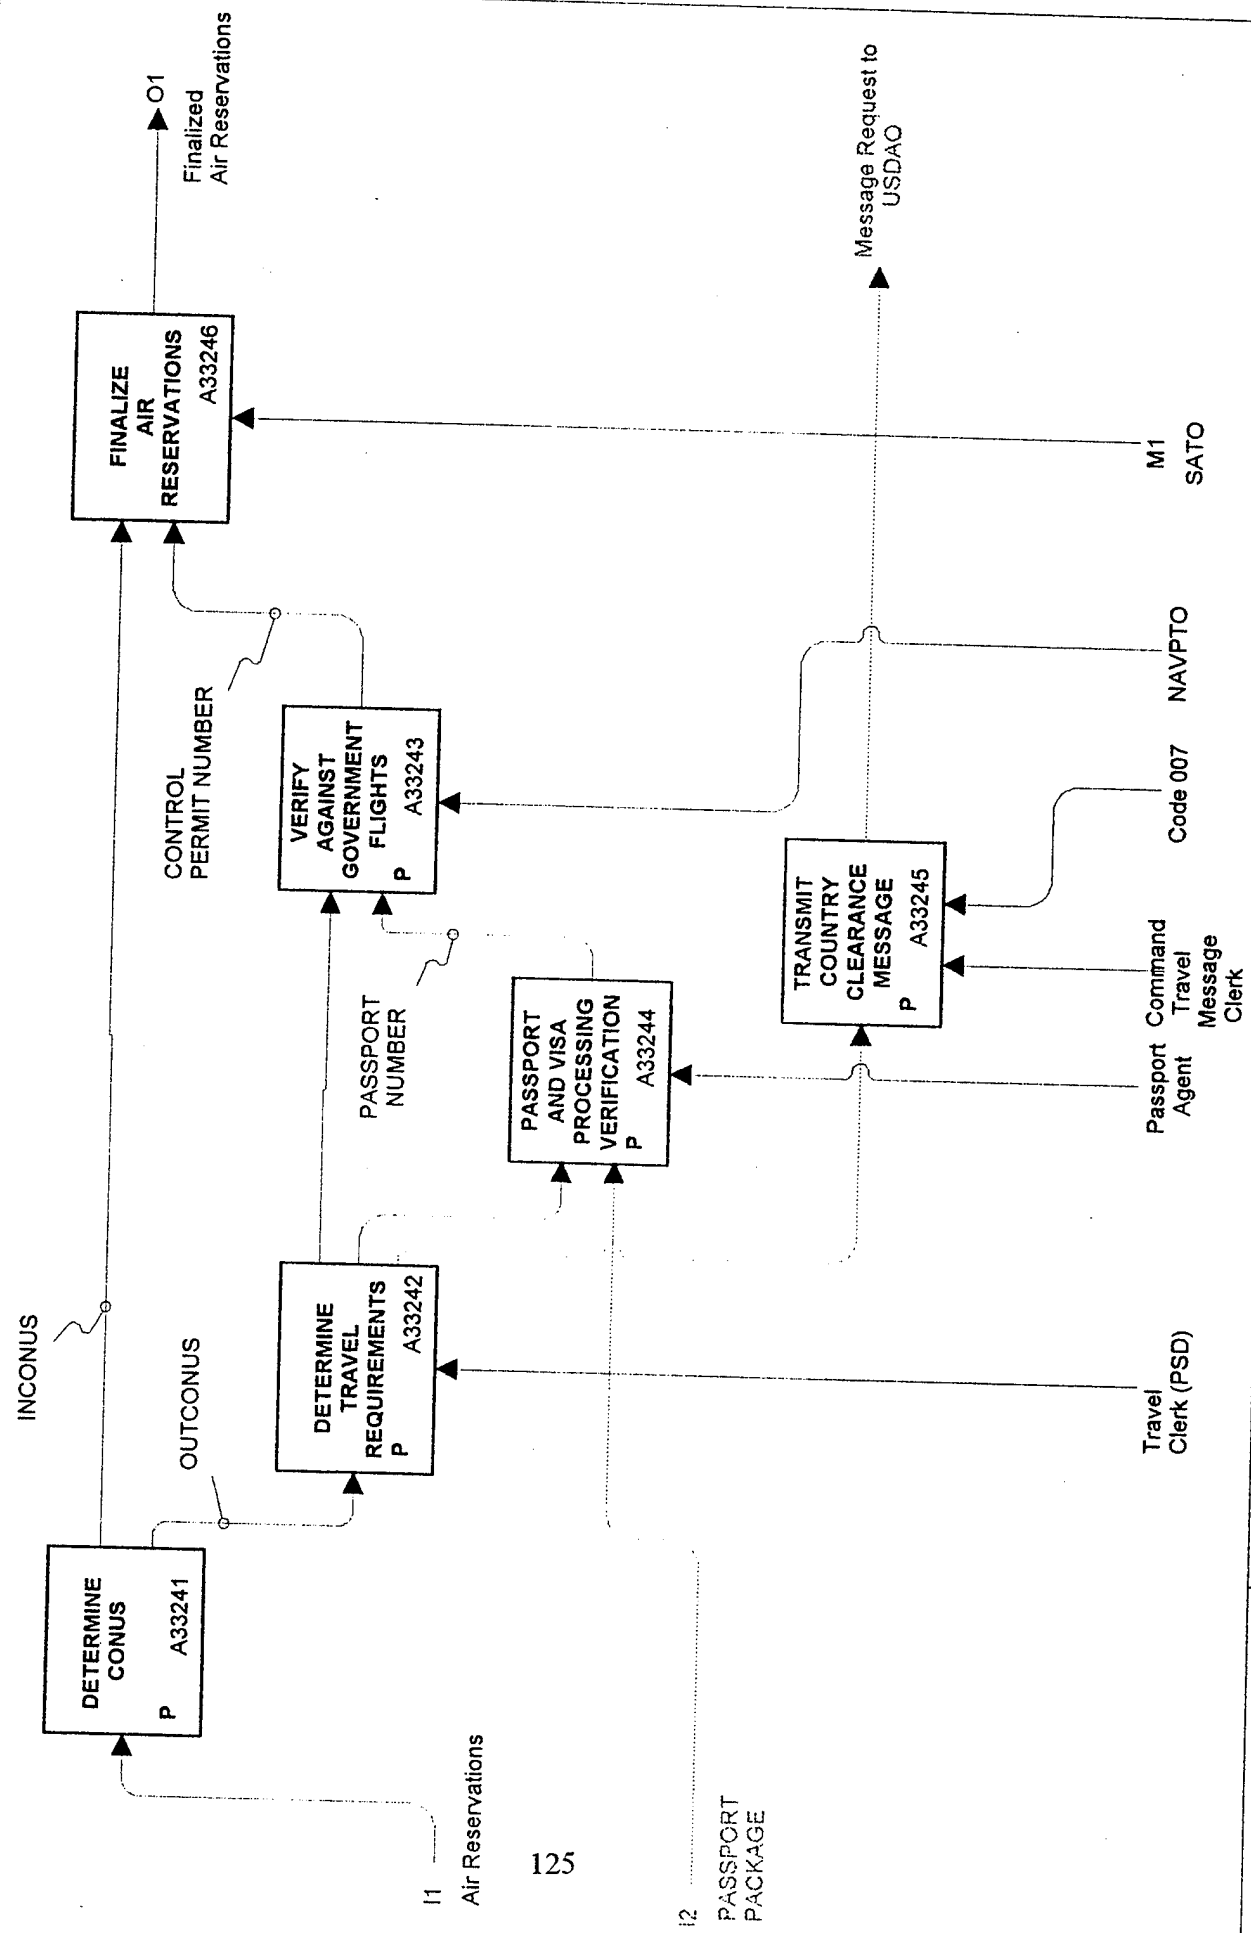 I1
Air Reservations
I2
PASSPORT
PACKAGE
DETERMINE
CONUS
A33241
P
INCONUS
OUTCONUS
DETERMINE
TRAVEL
REQUIREMENTS
A33242
P
PASSPORT
NUMBER
PASSPORT
AND VISA
PROCESSING
VERIFICATION
A33244
P
CONTROL
PERMIT NUMBER
VERIFY
AGAINST
GOVERNMENT
FLIGHTS
A33243
P
TRANSMIT
COUNTRY
CLEARANCE
MESSAGE
A33245
P
FINALIZE
AIR
RESERVATIONS
A33246
O1
Finalized
Air Reservations
Message Request to
USDAO
Travel
Clerk (PSD)
Passport
Agent
Command
Travel
Message
Clerk
Code 007
NAVPTO
M1
SATO
125